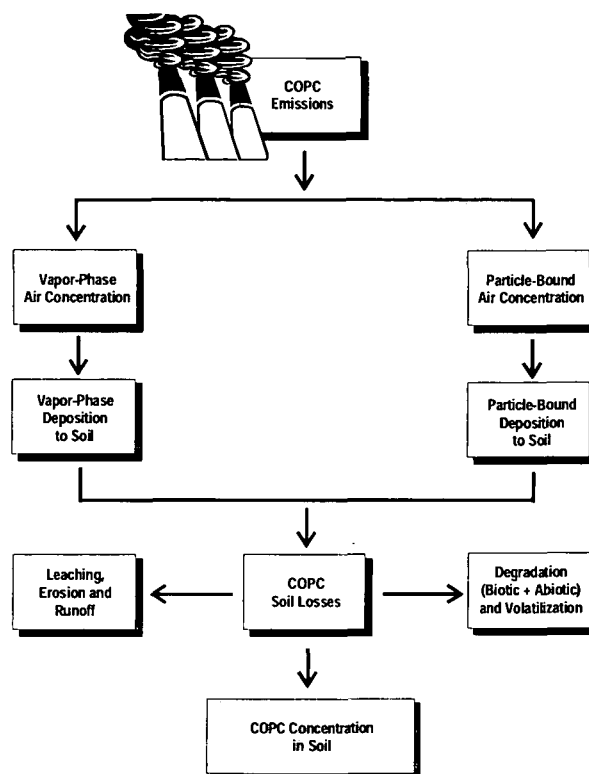 COPC
Emissions
Vapor-Phase
Air Concentration
Particle-Bound
Air Concentration
Vapor-Phase
Deposition
to Soil
Particle-Bound
Deposition
to Soil
Leaching,
Erosion and
Runoff
COPC
Soil Losses
Degradation
(Biotic + Abiotic)
and Volatilization
COPC Concentration
in Soil